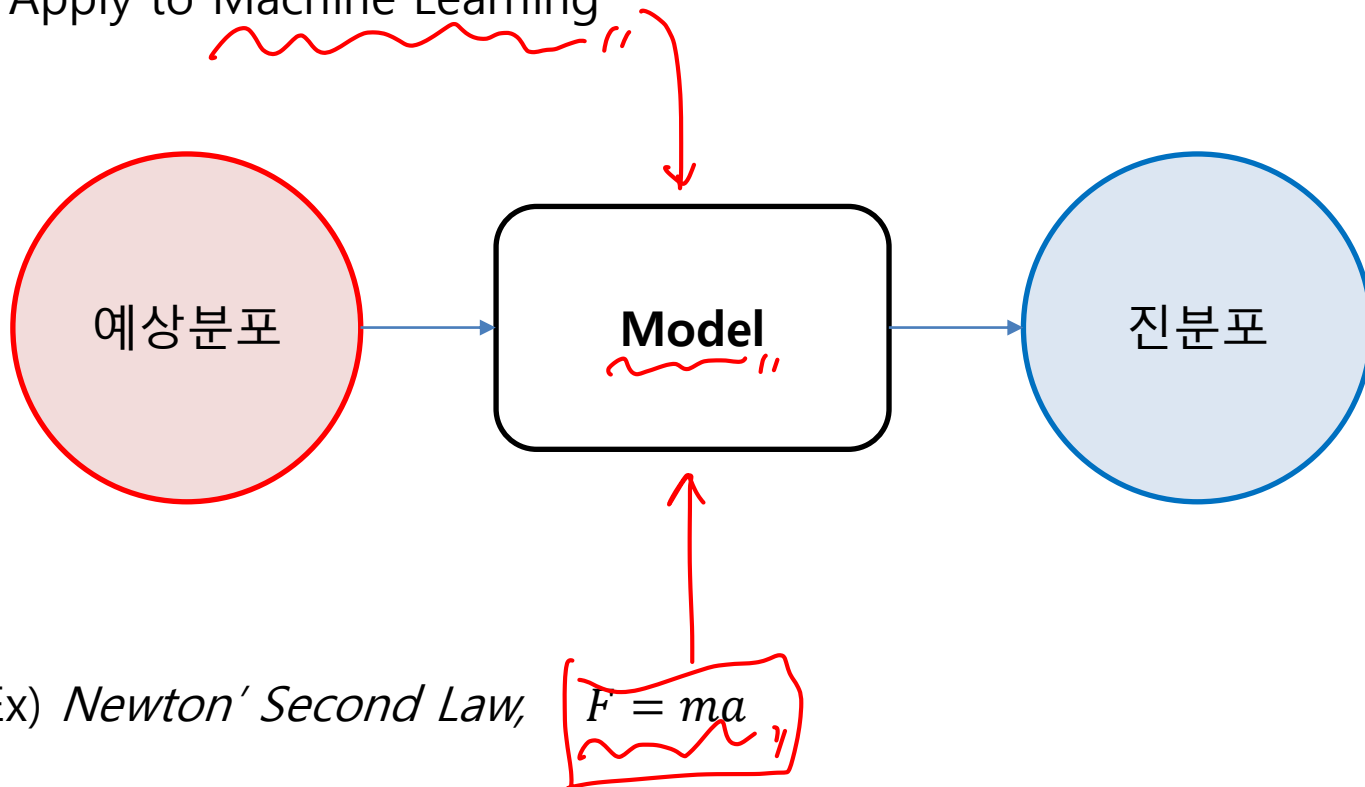 Apply to Machine Learning
예상분포
Model
진분포
Ex) Newton' Second Law, F = ma